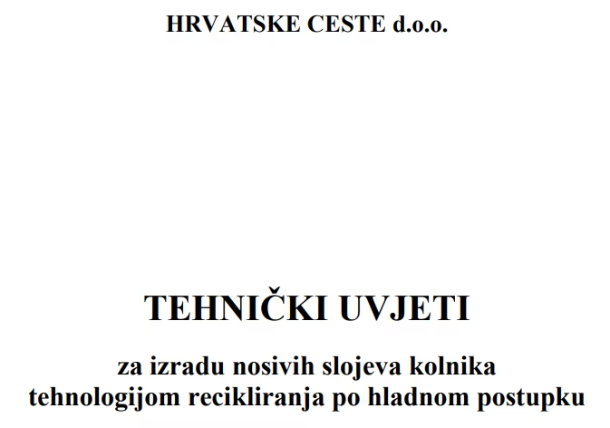 HRVATSKE CESTE d.o.o.
TEHNIČKI UVJETI
za izradu nosivih slojeva kolnika
tehnologijom recikliranja po hladnom postupku